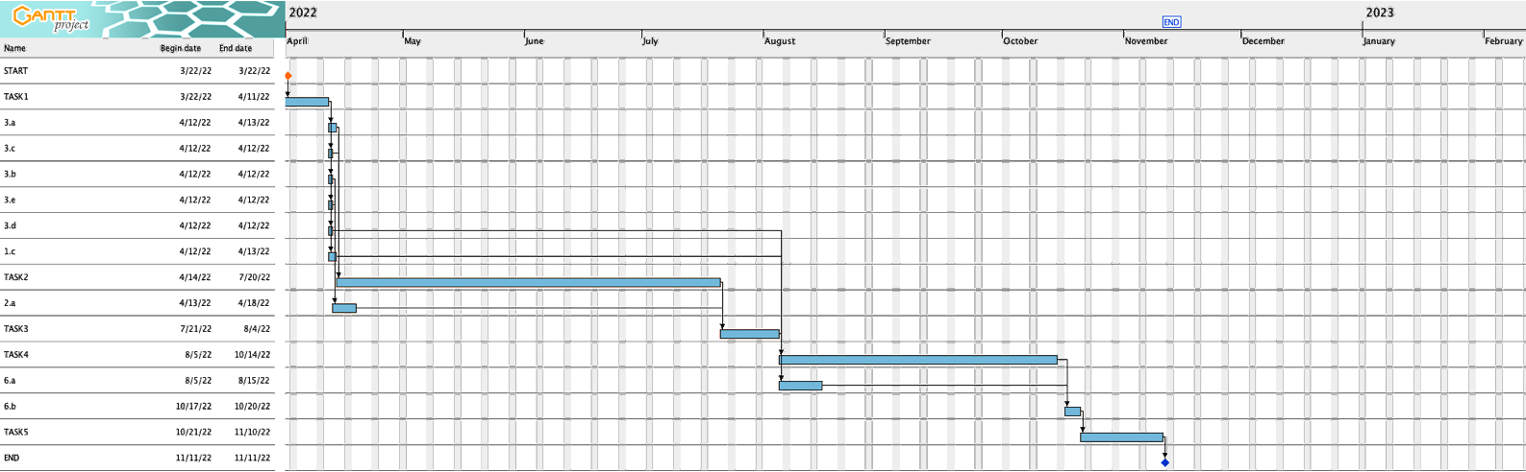 GANTT
project
2022
2023
END
April May June July August September October November December January February
Name Begin date End date
START 3/22/22 3/22/22
TASK1 3/22/22 4/11/22
3.a 4/12/22 4/13/22
3.c 4/12/22 4/12/22
3.b 4/12/22 4/12/22
3.e 4/12/22 4/12/22
3.d 4/12/22 4/12/22
1.c 4/12/22 4/13/22
TASK2 4/14/22 7/20/22
2.a 4/13/22 4/18/22
TASK3 7/21/22 8/4/22
TASK4 8/5/22 10/14/22
6.a 8/5/22 8/15/22
6.b 10/17/22 10/20/22
TASK5 10/21/22 11/10/22
END 11/11/22 11/11/22